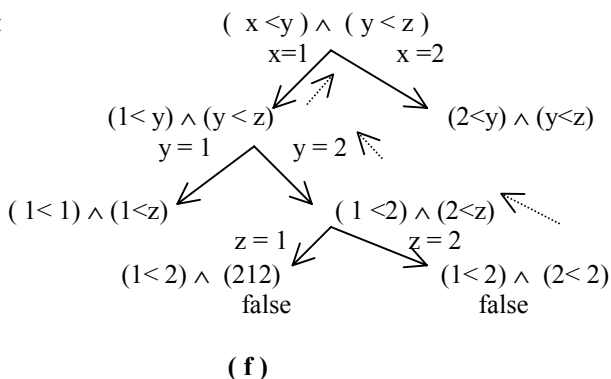 ( x <y ) ∧ ( y < z )
x=1 x =2
(1< y) ∧ (y < z) (2<y) ∧ (y<z)
y = 1 y = 2
( 1< 1) ∧ (1<z) ( 1 <2) ∧ (2<z)
z = 1 z = 2
(1< 2) ∧ (212) (1< 2) ∧ (2< 2)
false false
( f )